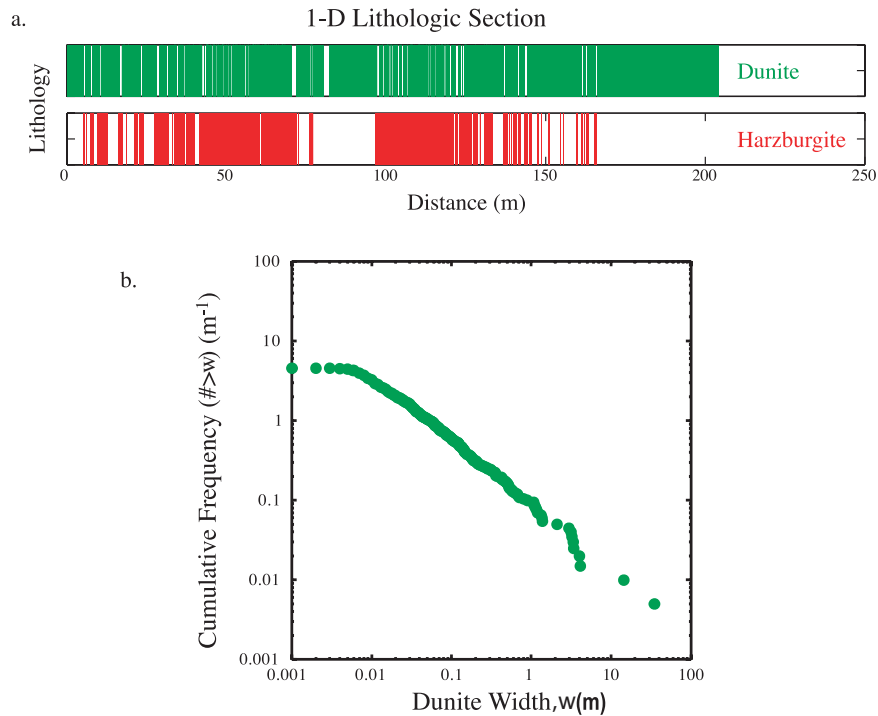 a.
1-D Lithologic Section
Lithology
Dunite
Harzburgite
0 50 100 150 200 250
Distance (m)
b.
Cumulative Frequency (#>w) (m⁻¹)
100
10
1
0.1
0.01
0.001
0.001 0.01 0.1 1 10 100
Dunite Width,w(m)